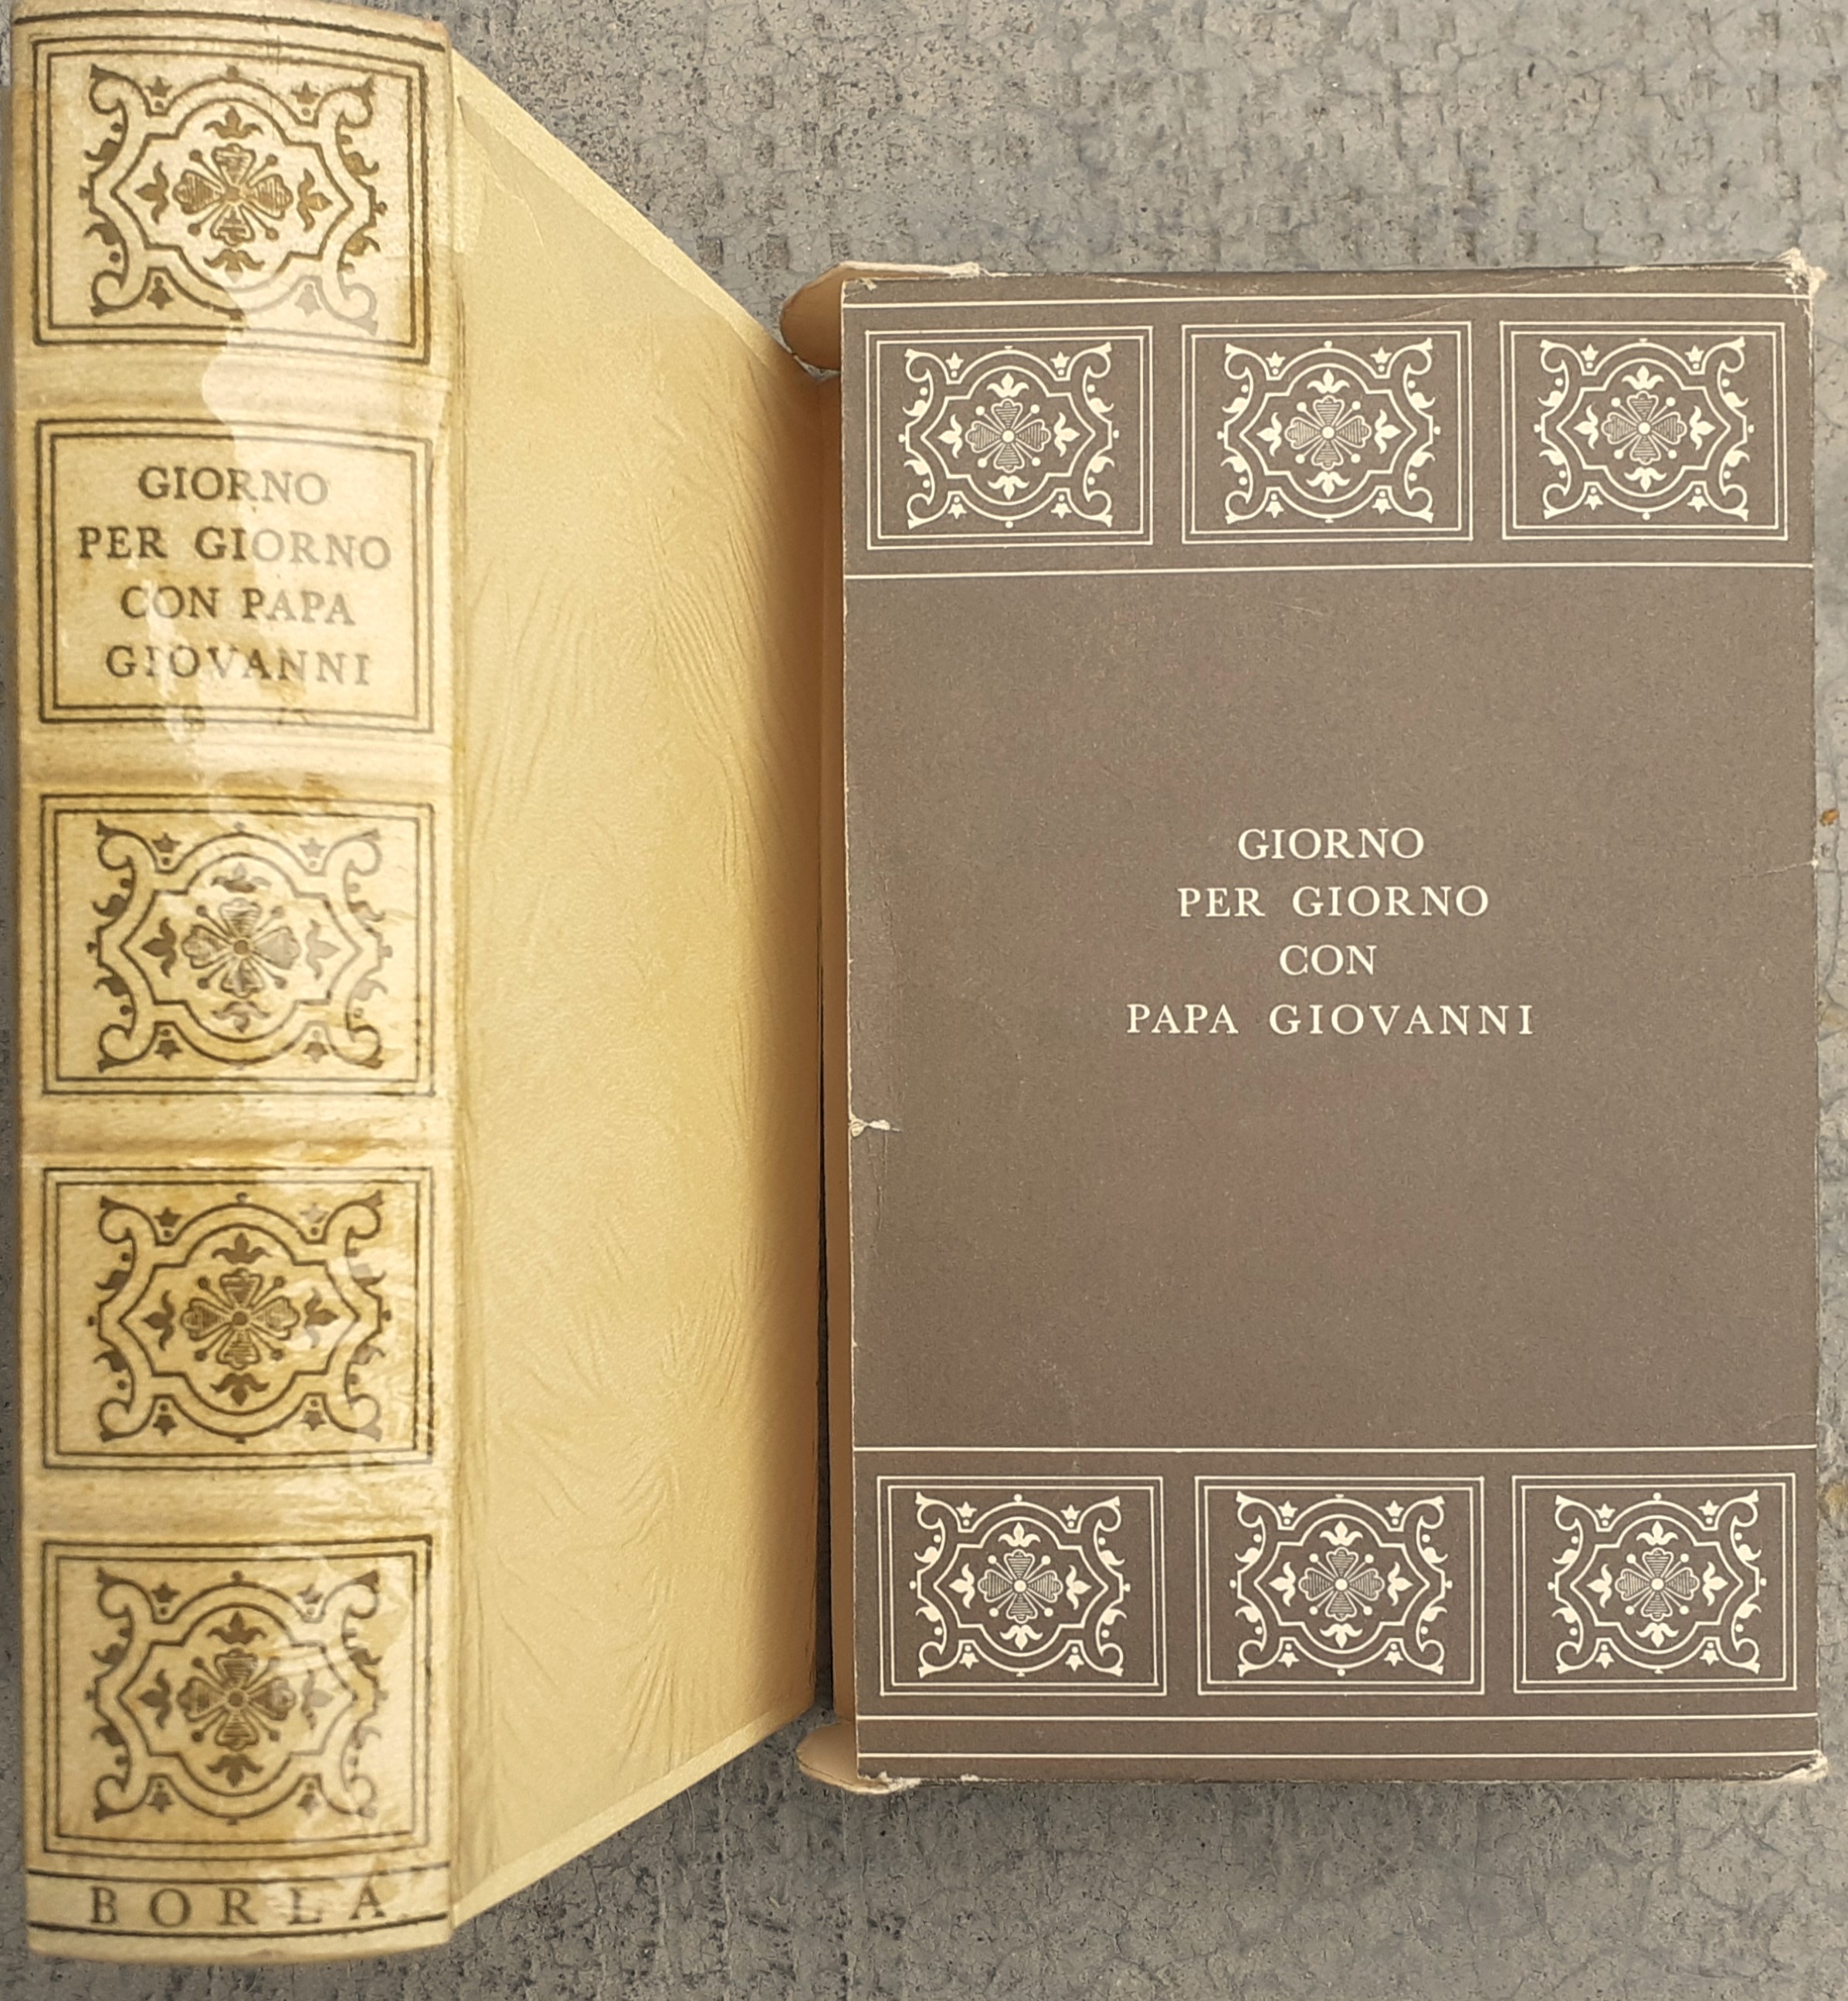 GIORNO
PER GIORNO
CON PAPA
GIOVANNI
BORLA
GIORNO
PER GIORNO
CON
PAPA GIOVANNI